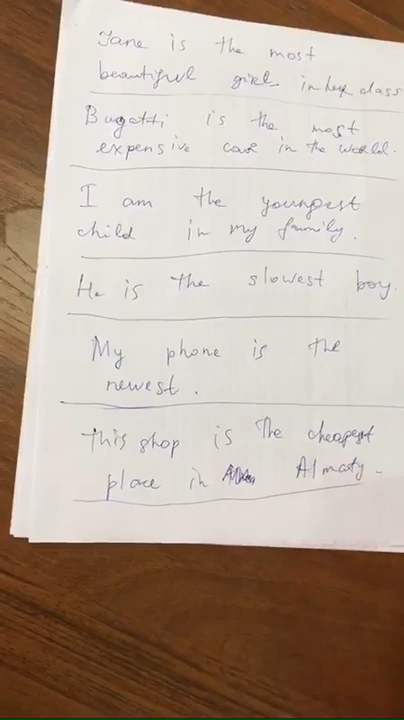 Jane is the most
beautiful girl in her class
Bugatti is the most
expensive car in the world.
I am the youngest
child in my family.
He is the slowest boy.
My phone is the
newest.
This shop is the cheapest
place in Almaty.